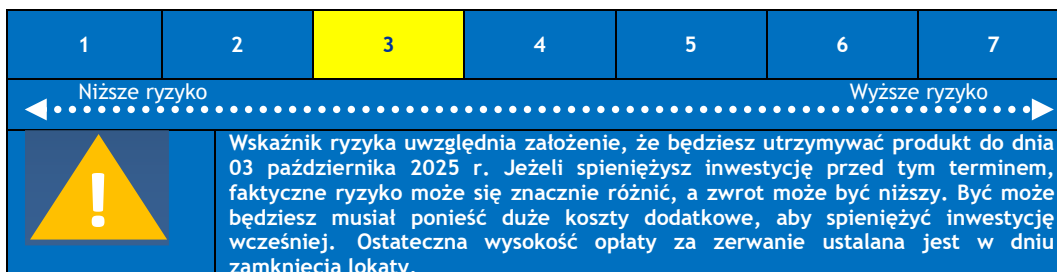 1 2 3 4 5 6 7
Niższe ryzyko Wyższe ryzyko
Wskaźnik ryzyka uwzględnia założenie, że będziesz utrzymywać produkt do dnia
03 października 2025 r. Jeżeli spieniężysz inwestycję przed tym terminem,
faktyczne ryzyko może się znacznie różnić, a zwrot może być niższy. Być może
będziesz musiał ponieść duże koszty dodatkowe, aby spieniężyć inwestycję
wcześniej. Ostateczna wysokość opłaty za zerwanie ustalana jest w dniu
zamknięcia lokaty.